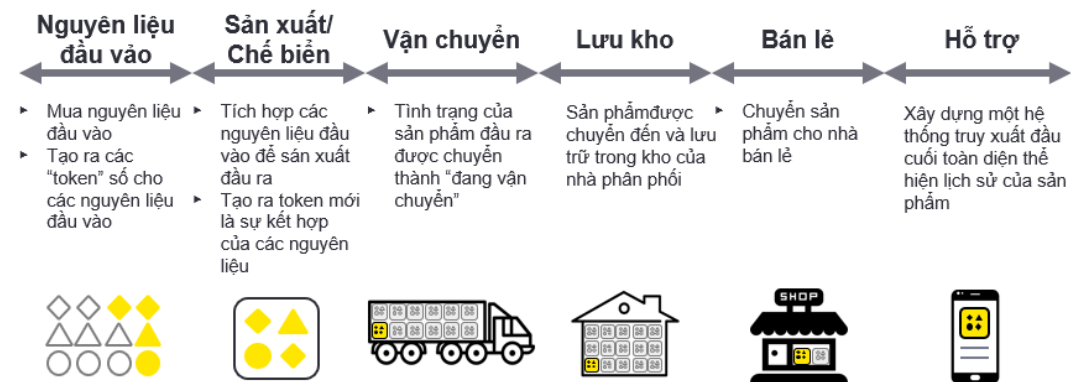 Nguyên liệu
đầu vảo
Sản xuất/
Chế biển
Vận chuyển
Lưu kho
Bán lẻ
Hỗ trợ
Mua nguyên liệu
đầu vào
Tạo ra các
“token” số cho
các nguyên liệu
đầu vào
Tích hợp các
nguyên liệu đầu
vào để sán xuất
đầu ra
Tạo ra token mới
là sự kết hợp
của các nguyên
liệu
Tình trạng của
sản phẩm đầu ra
được chuyển
thành “đang vận
chuyển”
Sản phẩmđược
chuyển đến và lưu
trữ trong kho của
nhà phân phối
Chuyển sản
phẩm cho nhà
bán lẻ
Xây dựng một hệ
thống truy xuất đầu
cuối toàn diện thể
hiện lịch sử của sản
phẩm
SHOP